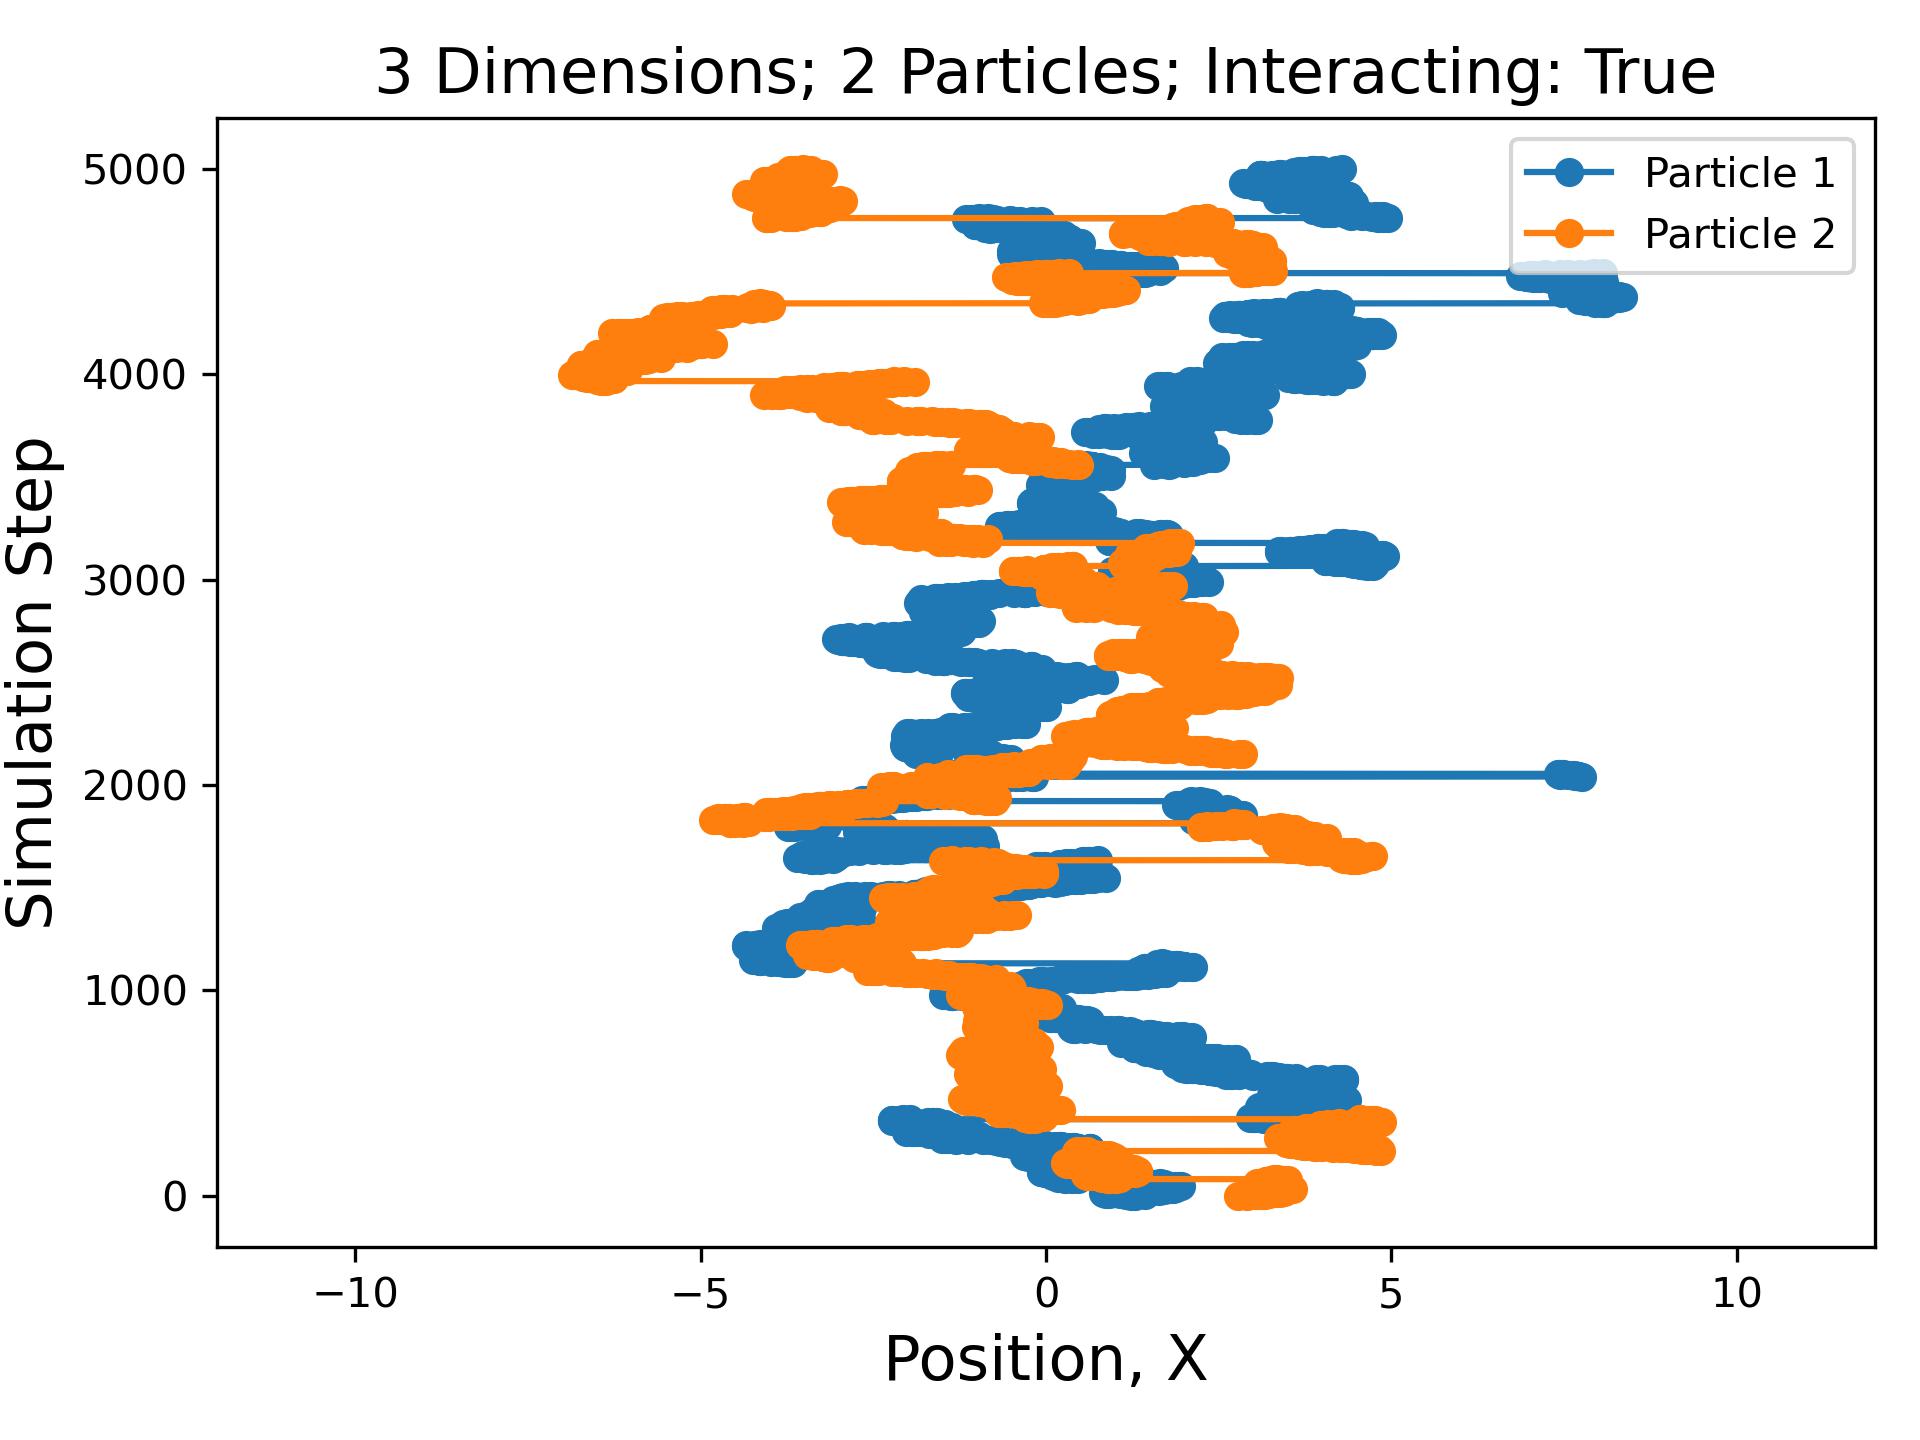 3 Dimensions; 2 Particles; Interacting: True
Particle 1
Particle 2
Simulation Step
5000
4000
3000
2000
1000
0
−10
−5
0
5
10
Position, X